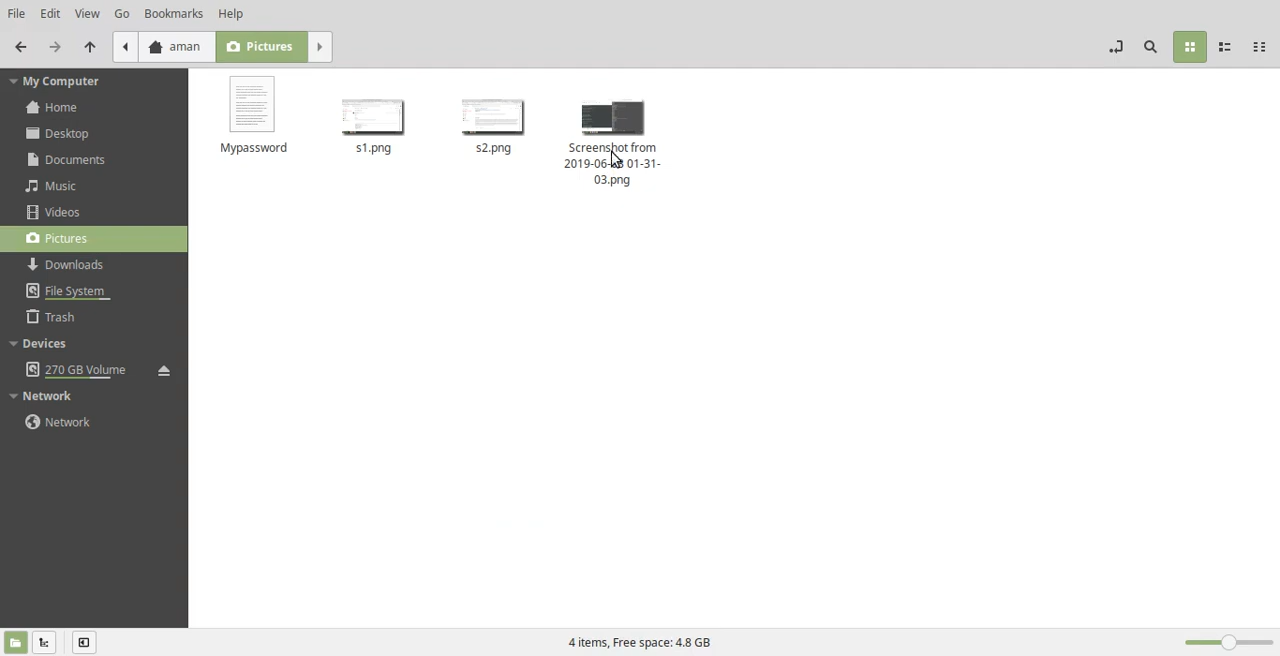 File Edit View Go Bookmarks Help
aman Pictures
My Computer
Home
Desktop
Documents
Music
Videos
Pictures
Downloads
File System
Trash
Devices
270 GB Volume
Network
Network
Mypassword
s1.png
s2.png
Screenshot from
2019-06- 01-31-
03.png
4 items, Free space: 4.8 GB